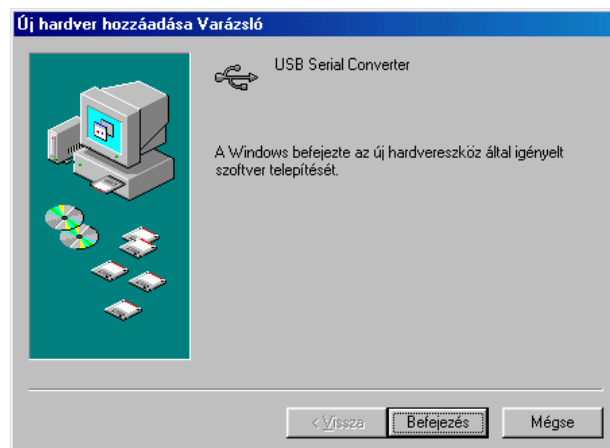 Új hardver hozzáadása Varázsló
USB Serial Converter
A Windows befejezte az új hardvereszköz által igényelt
szoftver telepítését.
< Vissza
Befejezés
Mégse